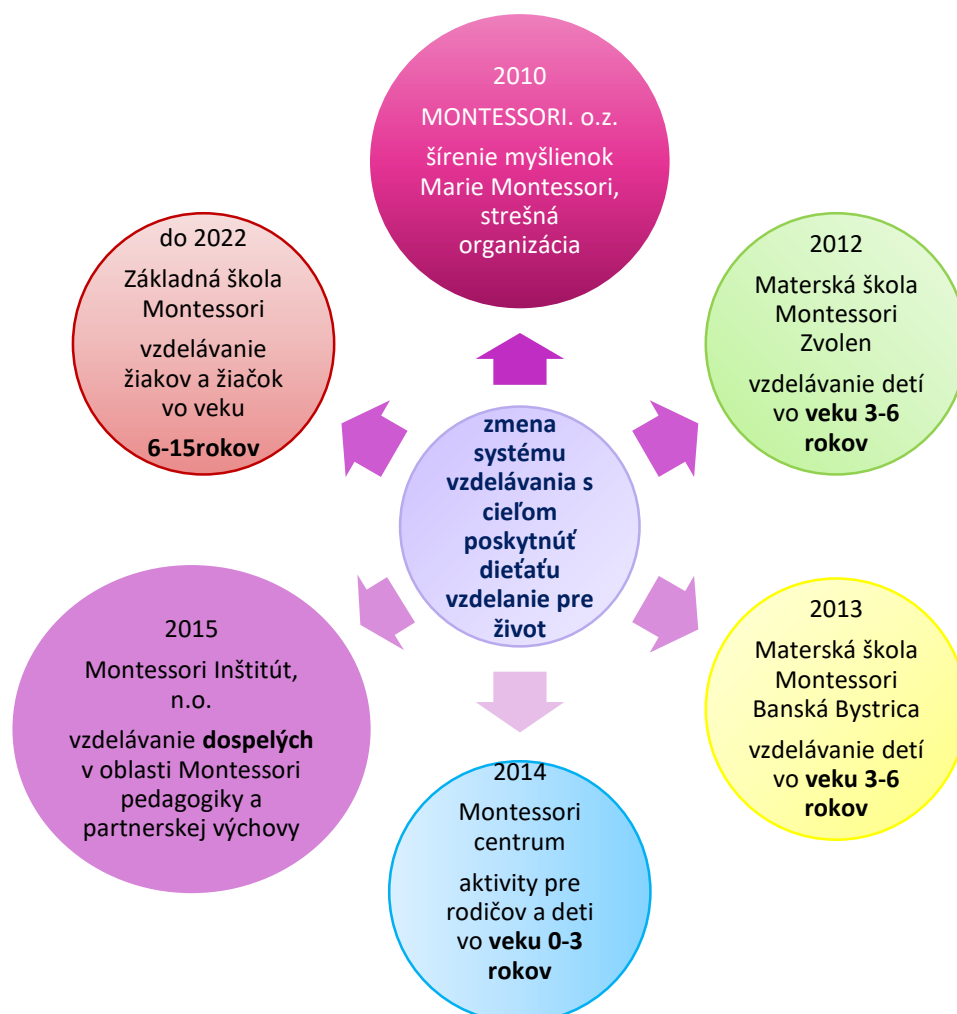 2010
MONTESSORI. o.z.
šírenie myšlienok
Marie Montessori,
strešná
organizácia
2012
Materská škola
Montessori
Zvolen
vzdelávanie detí
vo veku 3-6
rokov
2013
Materská škola
Montessori
Banská Bystrica
vzdelávanie detí
vo veku 3-6
rokov
2014
Montessori
centrum
aktivity pre
rodičov a deti
vo veku 0-3
rokov
2015
Montessori Inštitút,
n.o.
vzdelávanie dospelých
v oblasti Montessori
pedagogiky a
partnerskej výchovy
do 2022
Základná škola
Montessori
vzdelávanie
žiakov a žiačok
vo veku
6-15rokov
zmena
systému
vzdelávania s
cieľom
poskytnúť
dieťaťu
vzdelanie pre
život